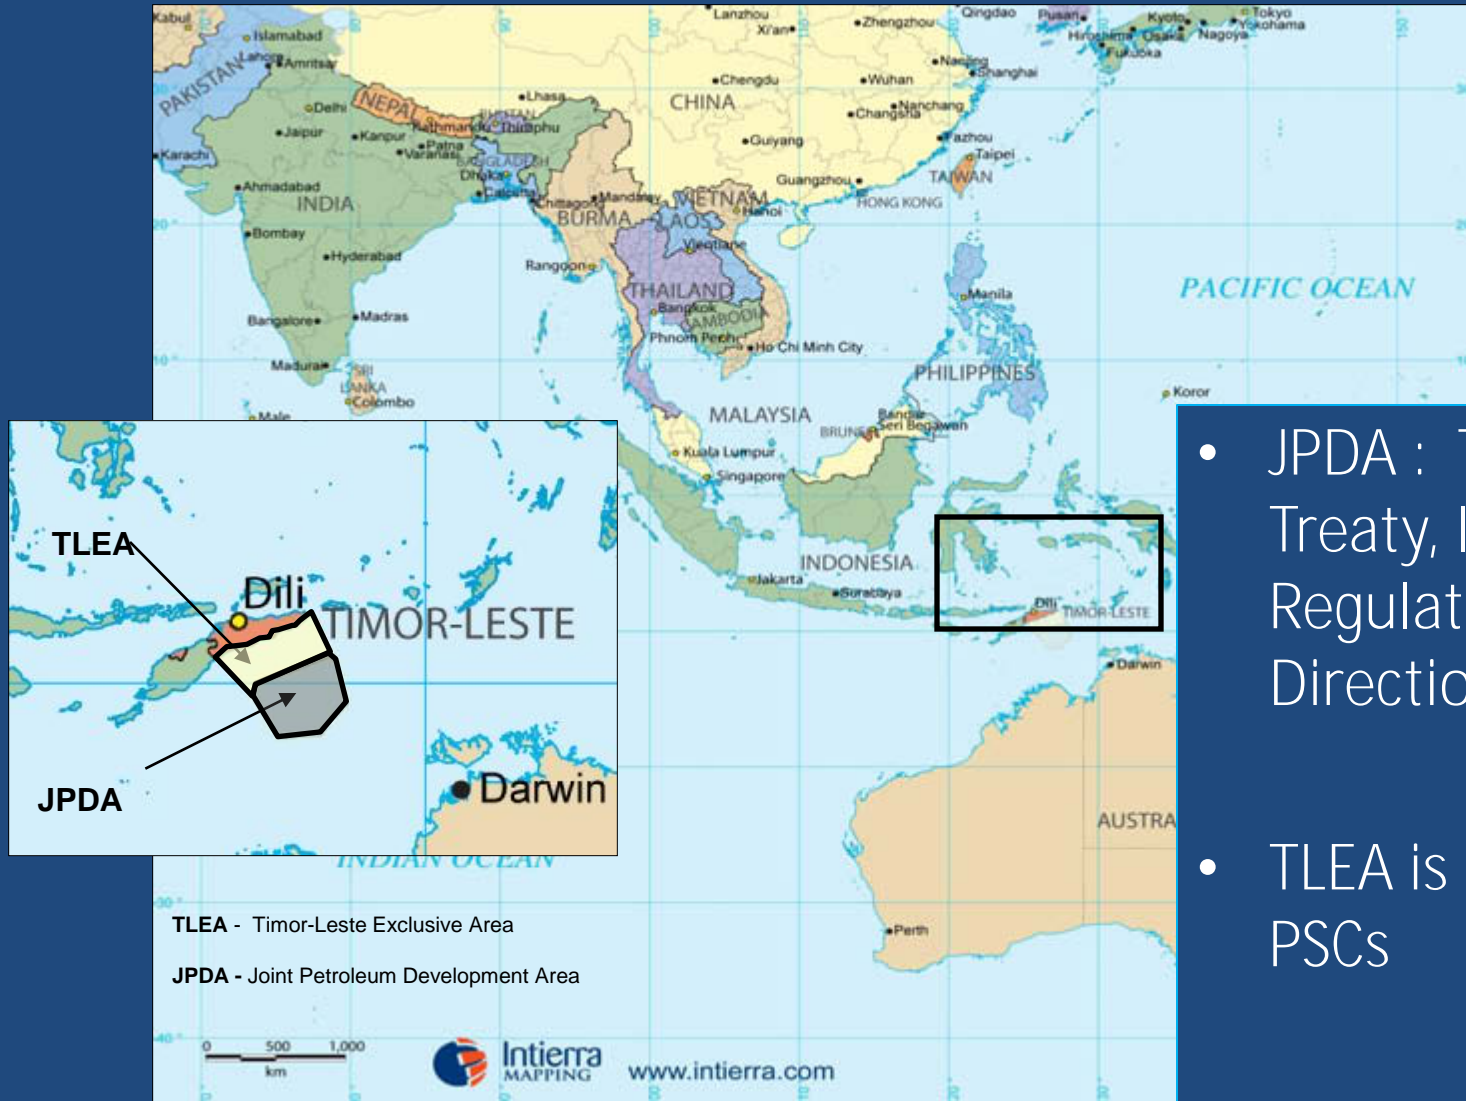 Kabul
Islamabad
Lahore
Amritsar
PAKISTAN
Delhi
NEPAL
Lhasa
Jaipur
Kanpur
Kathmandu
Thimphu
Patna
Varanasi
Karachi
BANGLADESH
Dhaka
Ahmadabad
INDIA
Calcutta
Chittagong
Mandalay
BURMA
Bombay
Hyderabad
Rangoon
Bangalore
Madras
Madurai
SRI
LANKA
Colombo
Male
Lanzhou
Xi'an
Zhengzhou
Qingdao
Pusan
Kyoto
Tokyo
Yokohama
Hiroshima
Osaka
Nagoya
Fukuoka
Nanjing
Shanghai
Chengdu
Wuhan
CHINA
Nanchang
Changsha
Guiyang
Fazhou
Taipei
TAIWAN
Guangzhou
HONG KONG
VIETNAM
Hanoi
LAOS
Vientiane
THAILAND
Bangkok
CAMBODIA
Phnom Penh
Ho Chi Minh City
Manila
PACIFIC OCEAN
PHILIPPINES
Koror
MALAYSIA
Bandar
Seri Begawan
BRUNEI
Kuala Lumpur
Singapore
INDONESIA
Jakarta
Surabaya
Dili
TIMOR-LESTE
Darwin
AUSTRA
Perth
INDIAN OCEAN
TLEA
Dili
TIMOR-LESTE
JPDA
Darwin
TLEA - Timor-Leste Exclusive Area
JPDA - Joint Petroleum Development Area
0 500 1,000
km
Intierra
MAPPING
www.intierra.com
• JPDA : T
Treaty, I
Regulat
Directio
• TLEA is
PSCs